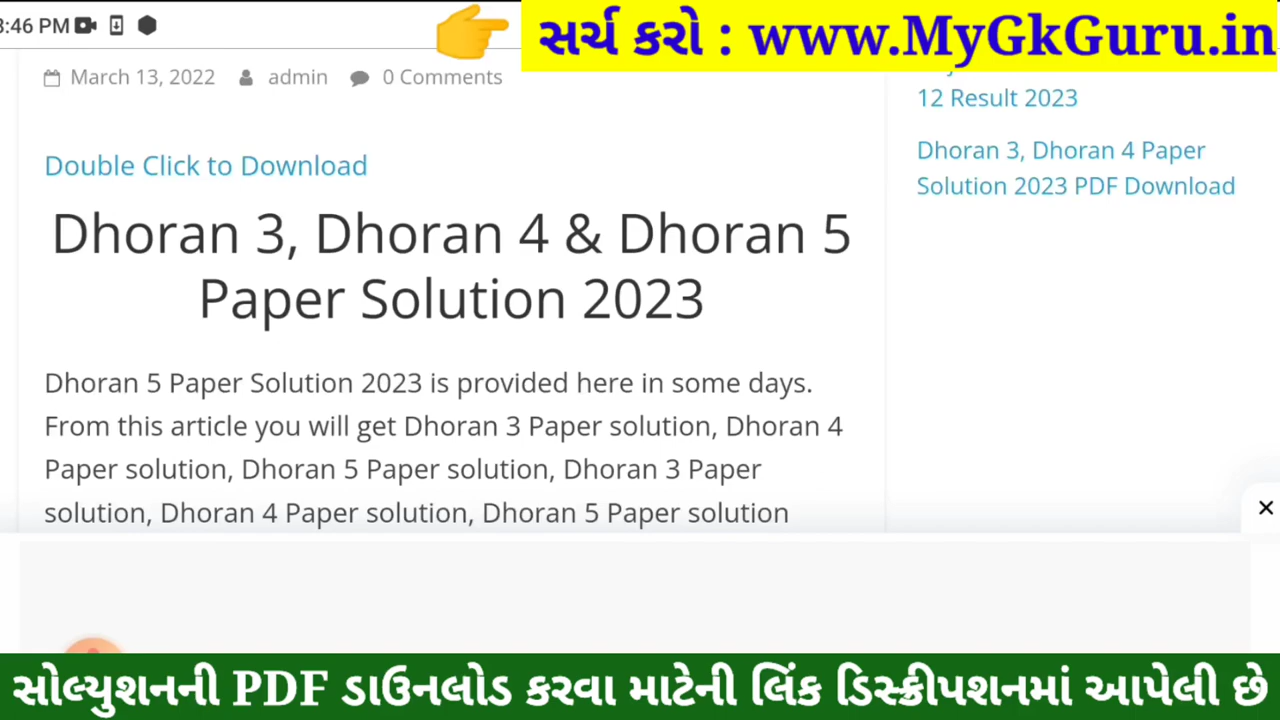 3:46 PM
સર્ચ કરો : www.MyGkGuru.in
March 13, 2022 admin 0 Comments
12 Result 2023
Double Click to Download
Dhoran 3, Dhoran 4 Paper
Solution 2023 PDF Download
Dhoran 3, Dhoran 4 & Dhoran 5
Paper Solution 2023
Dhoran 5 Paper Solution 2023 is provided here in some days.
From this article you will get Dhoran 3 Paper solution, Dhoran 4
Paper solution, Dhoran 5 Paper solution, Dhoran 3 Paper
solution, Dhoran 4 Paper solution, Dhoran 5 Paper solution
સોલ્યુશનની PDF ડાઉનલોડ કરવા માટેની લિંક ડિસ્ક્રીપશનમાં આપેલી છે